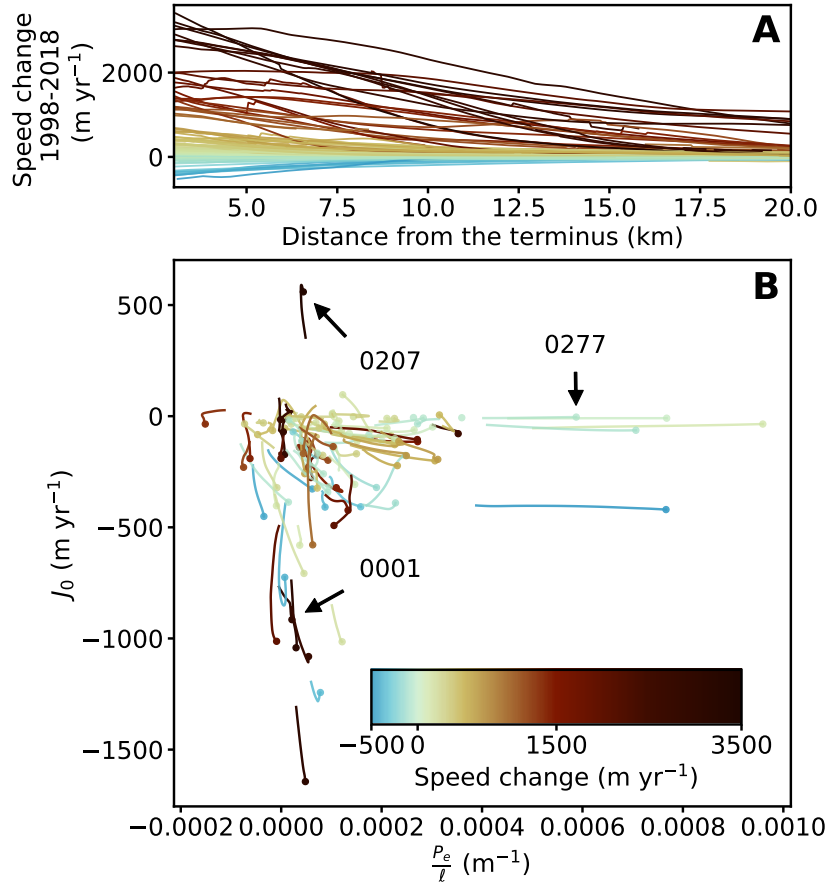 A
Speed change
1998-2018
(m yr⁻¹)
2000
0
5.0 7.5 10.0 12.5 15.0 17.5 20.0
Distance from the terminus (km)
B
500
0
−500
−1000
−1500
J₀ (m yr⁻¹)
0207
0277
0001
−500 0 1500 3500
Speed change (m yr⁻¹)
−0.0002 0.0000 0.0002 0.0004 0.0006 0.0008 0.0010
Pₑ/ℓ (m⁻¹)